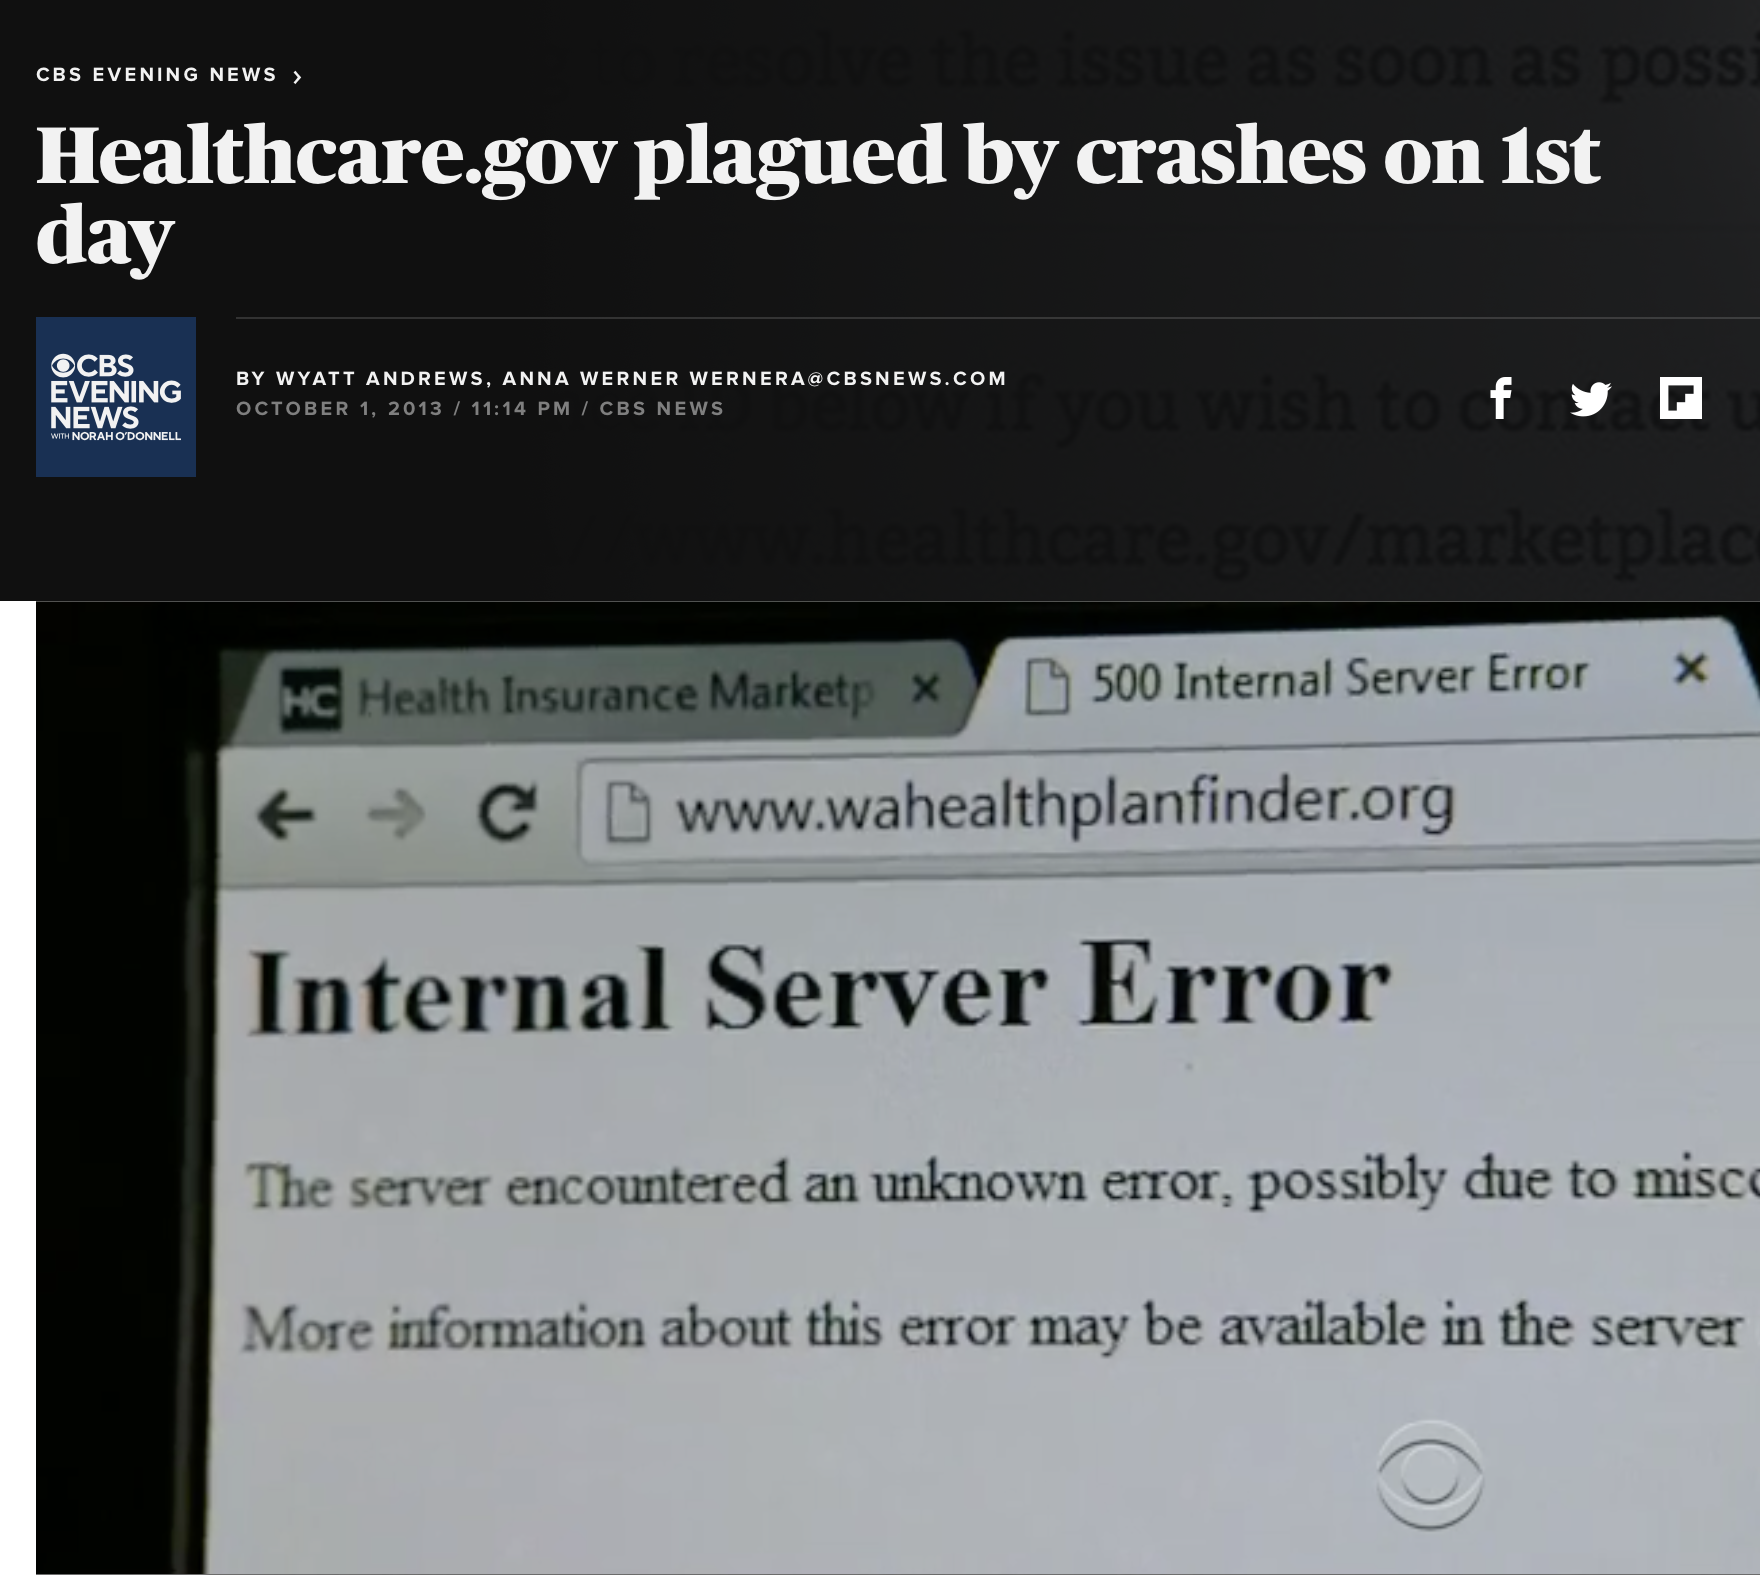 resolve the issue as soon as possi
CBS EVENING NEWS ›
Healthcare.gov plagued by crashes on 1st
day
CBS
EVENING
NEWS
WITH NORAH O'DONNELL
BY WYATT ANDREWS, ANNA WERNER WERNERA@CBSNEWS.COM
OCTOBER 1, 2013 / 11:14 PM / CBS NEWS
below if you wish to contact u
www.healthcare.gov/marketplace
HC Health Insurance Marketp × 500 Internal Server Error ×
www.wahealthplanfinder.org
Internal Server Error
The server encountered an unknown error, possibly due to misco
More information about this error may be available in the server